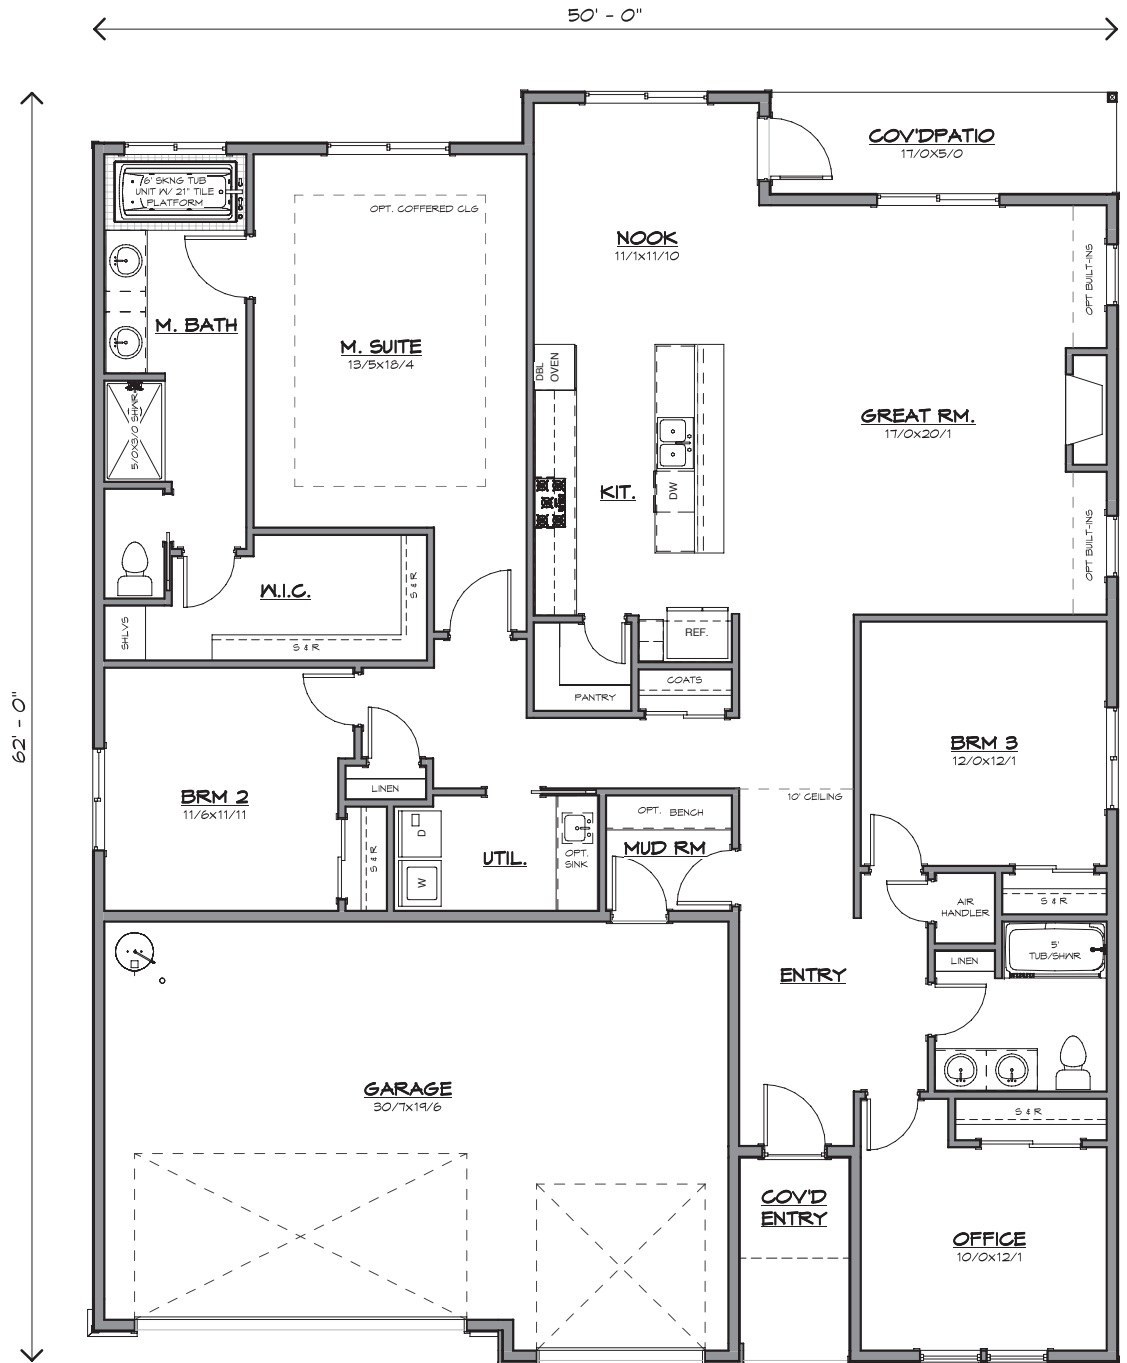 50' - 0"
COV'DPATIO
17/0X5/0
6' SKNG TUB
UNIT W/ 21" TILE
PLATFORM
OPT. COFFERED CLG
NOOK
11/1x11/10
OPT BUILT-INS
M. BATH
M. SUITE
13/5x18/4
DBL
OVEN
GREAT RM.
17/0x20/1
5/0X3/0 SHWR
KIT.
DW
OPT BUILT-INS
W.I.C.
S & R
SHLVS
S & R
REF.
COATS
PANTRY
62' - 0"
BRM 3
12/0x12/1
BRM 2
11/6x11/11
LINEN
10' CEILING
OPT. BENCH
D
S & R
UTIL.
OPT.
SINK
MUD RM
W
AIR
HANDLER
S & R
5'
TUB/SHWR
LINEN
ENTRY
GARAGE
30/7x19/6
S & R
COV'D
ENTRY
OFFICE
10/0x12/1